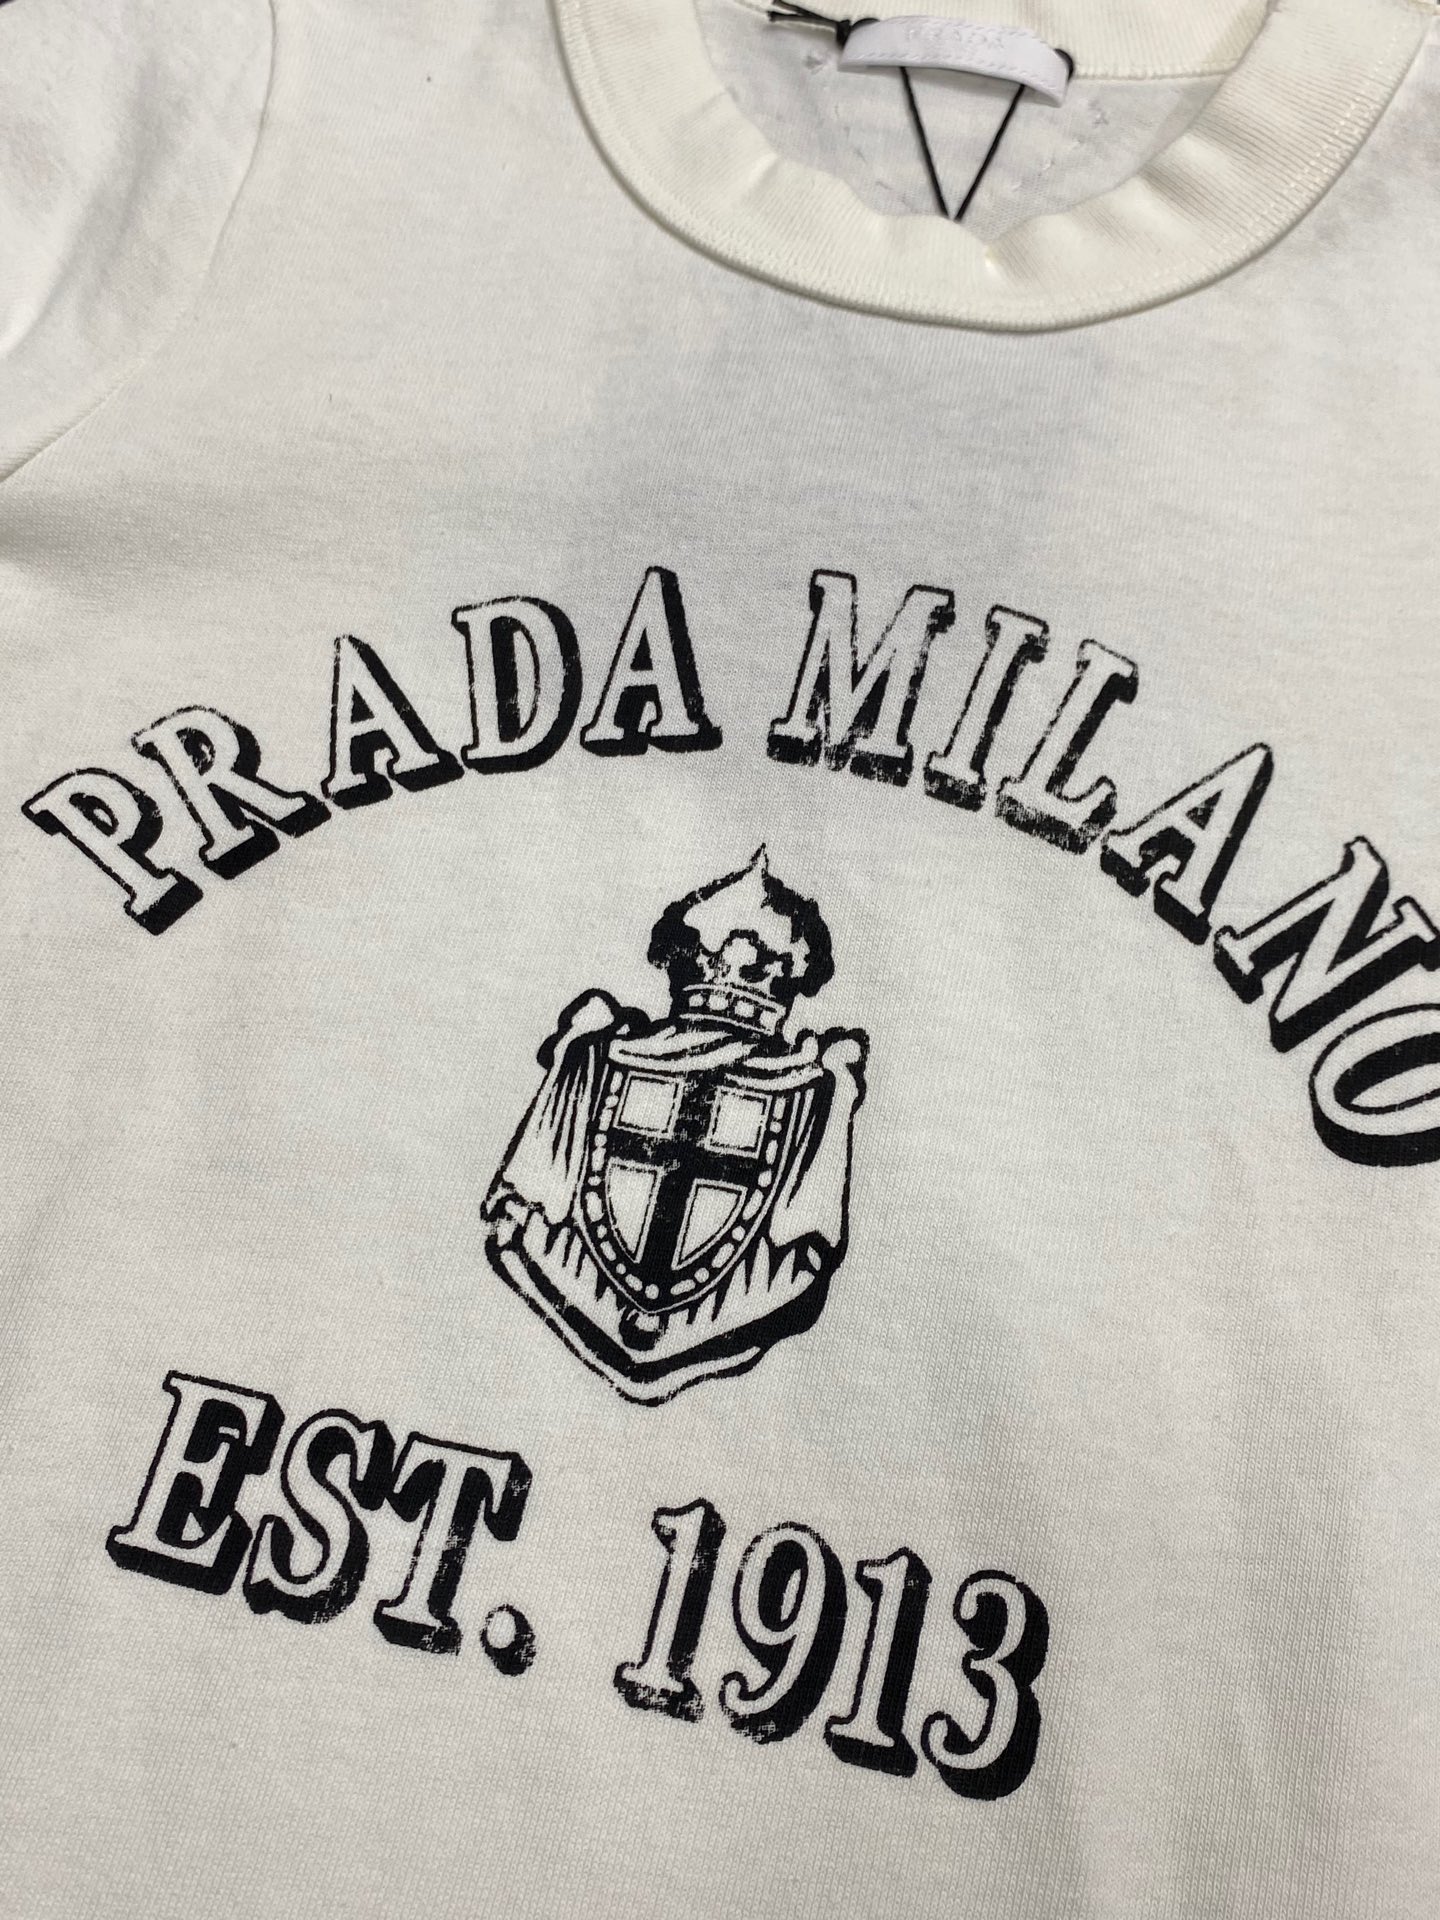 PRADA MILANO
EST. 1913